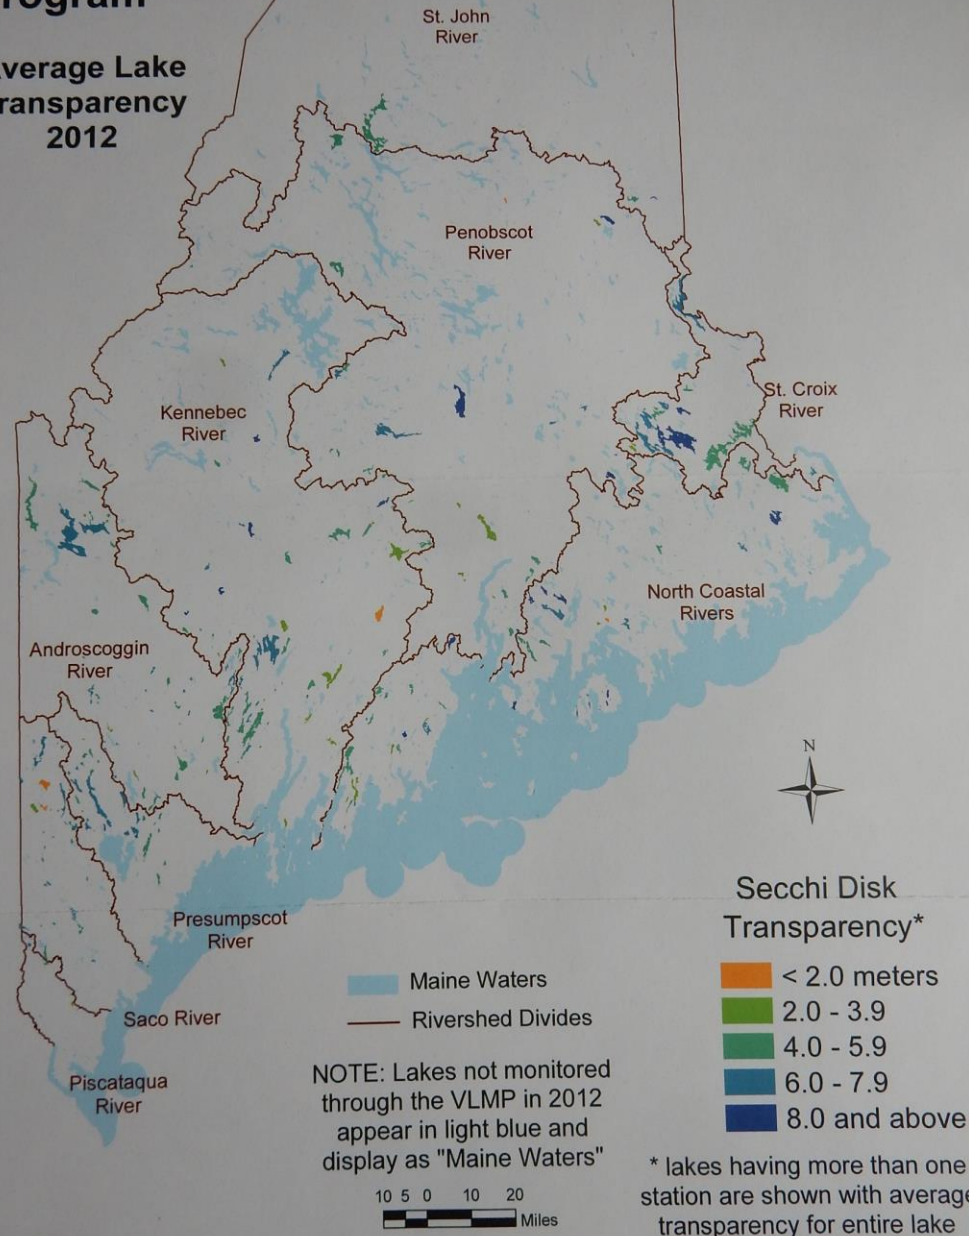 rogram
verage Lake
ransparency
2012
St. John
River
Penobscot
River
Kennebec
River
St. Croix
River
North Coastal
Rivers
Androscoggin
River
N
Presumpscot
River
Saco River
Piscataqua
River
Maine Waters
Rivershed Divides
NOTE: Lakes not monitored
through the VLMP in 2012
appear in light blue and
display as "Maine Waters"
10 5 0 10 20
Miles
Secchi Disk
Transparency*
< 2.0 meters
2.0 - 3.9
4.0 - 5.9
6.0 - 7.9
8.0 and above
* lakes having more than one
station are shown with average
transparency for entire lake